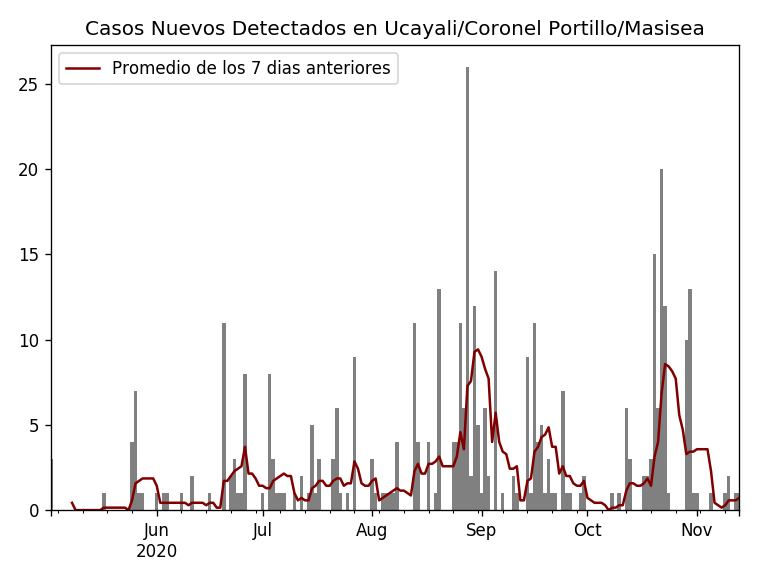 Casos Nuevos Detectados en Ucayali/Coronel Portillo/Masisea
Promedio de los 7 dias anteriores
25
20
15
10
5
0
Jun Jul Aug Sep Oct Nov
2020